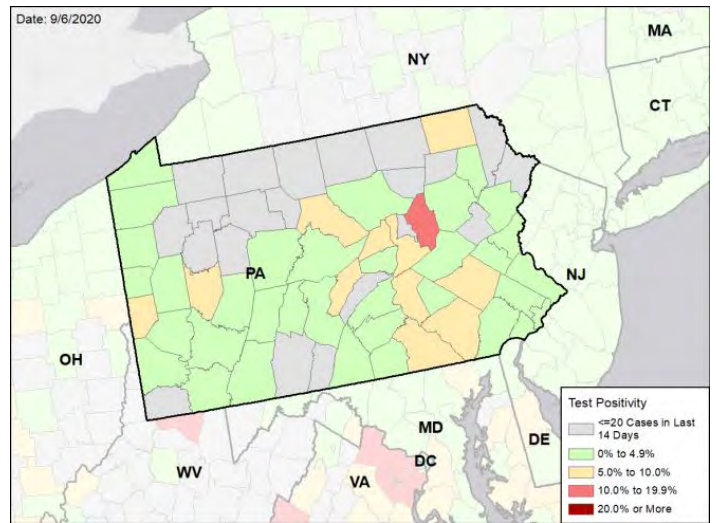 Date: 9/6/2020
NY
MA
CT
PA
NJ
OH
MD
DE
WV
VA
DC
Test Positivity
<=20 Cases in Last
14 Days
0% to 4.9%
5.0% to 10.0%
10.0% to 19.9%
20.0% or More